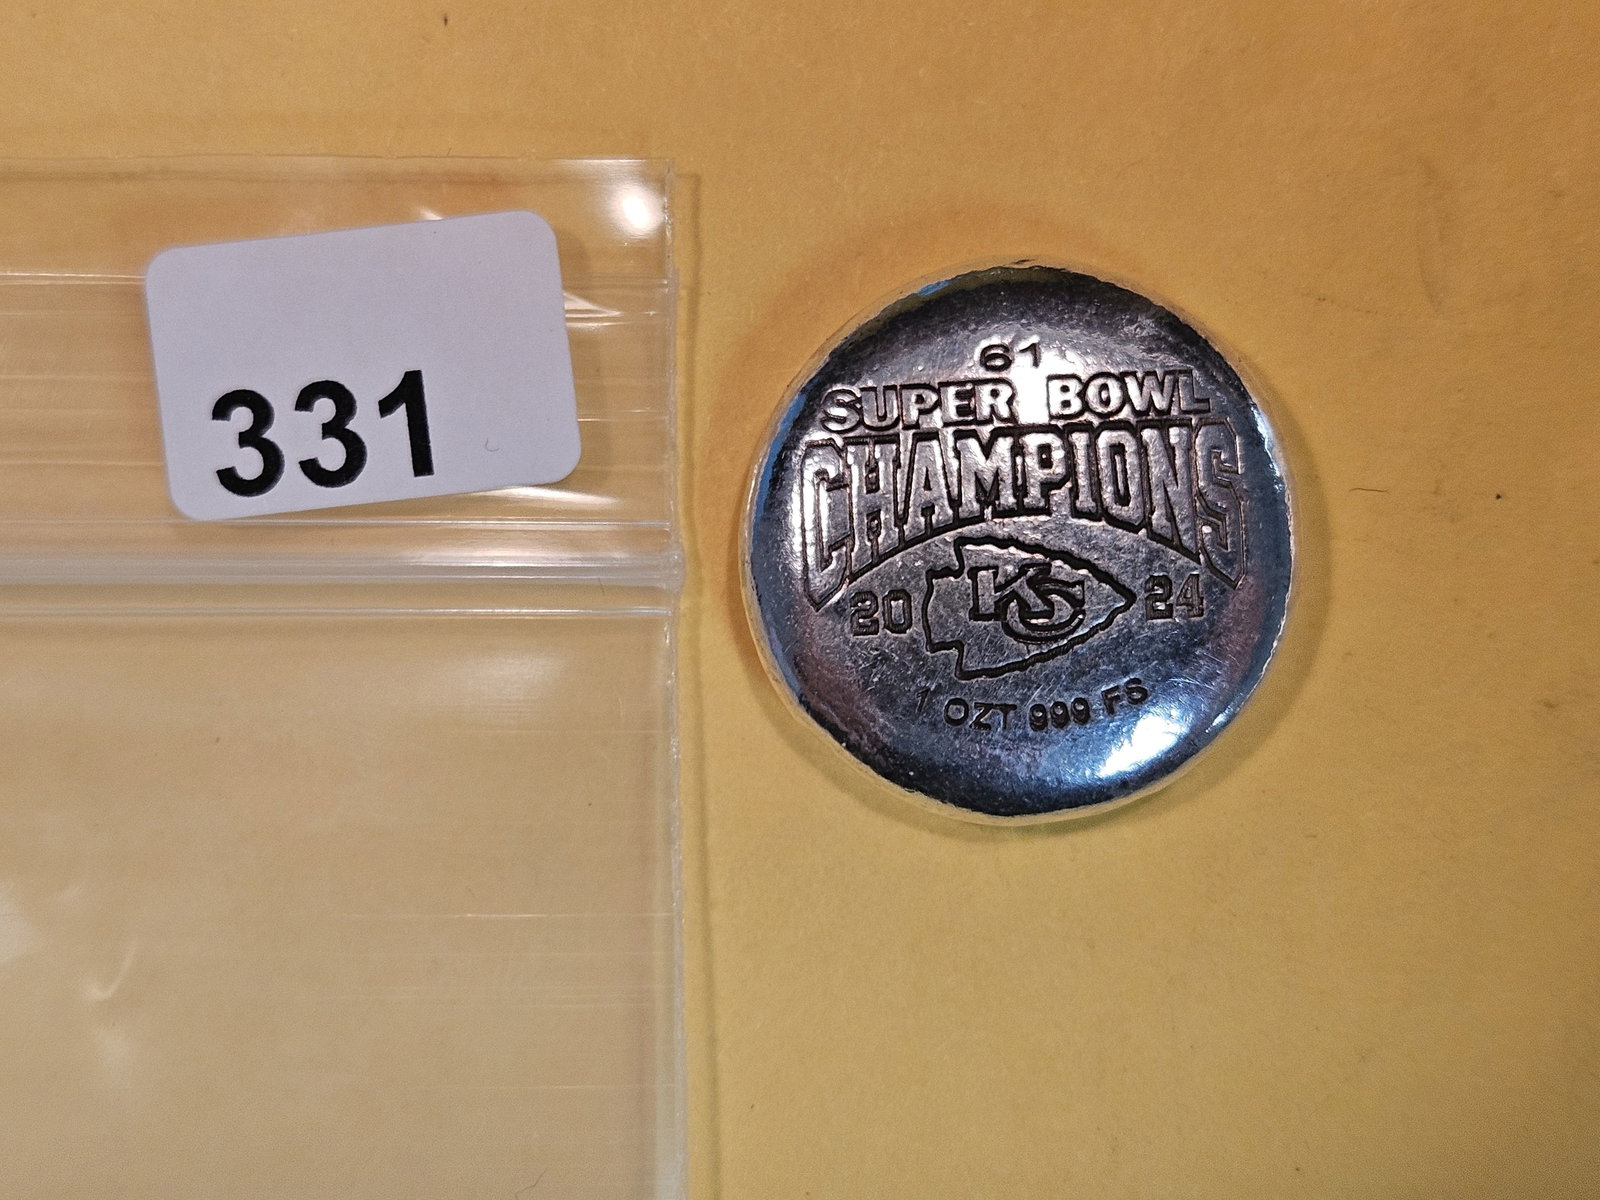 331
61
SUPER BOWL
CHAMPIONS
20 KC 24
1 OZT 999 FS